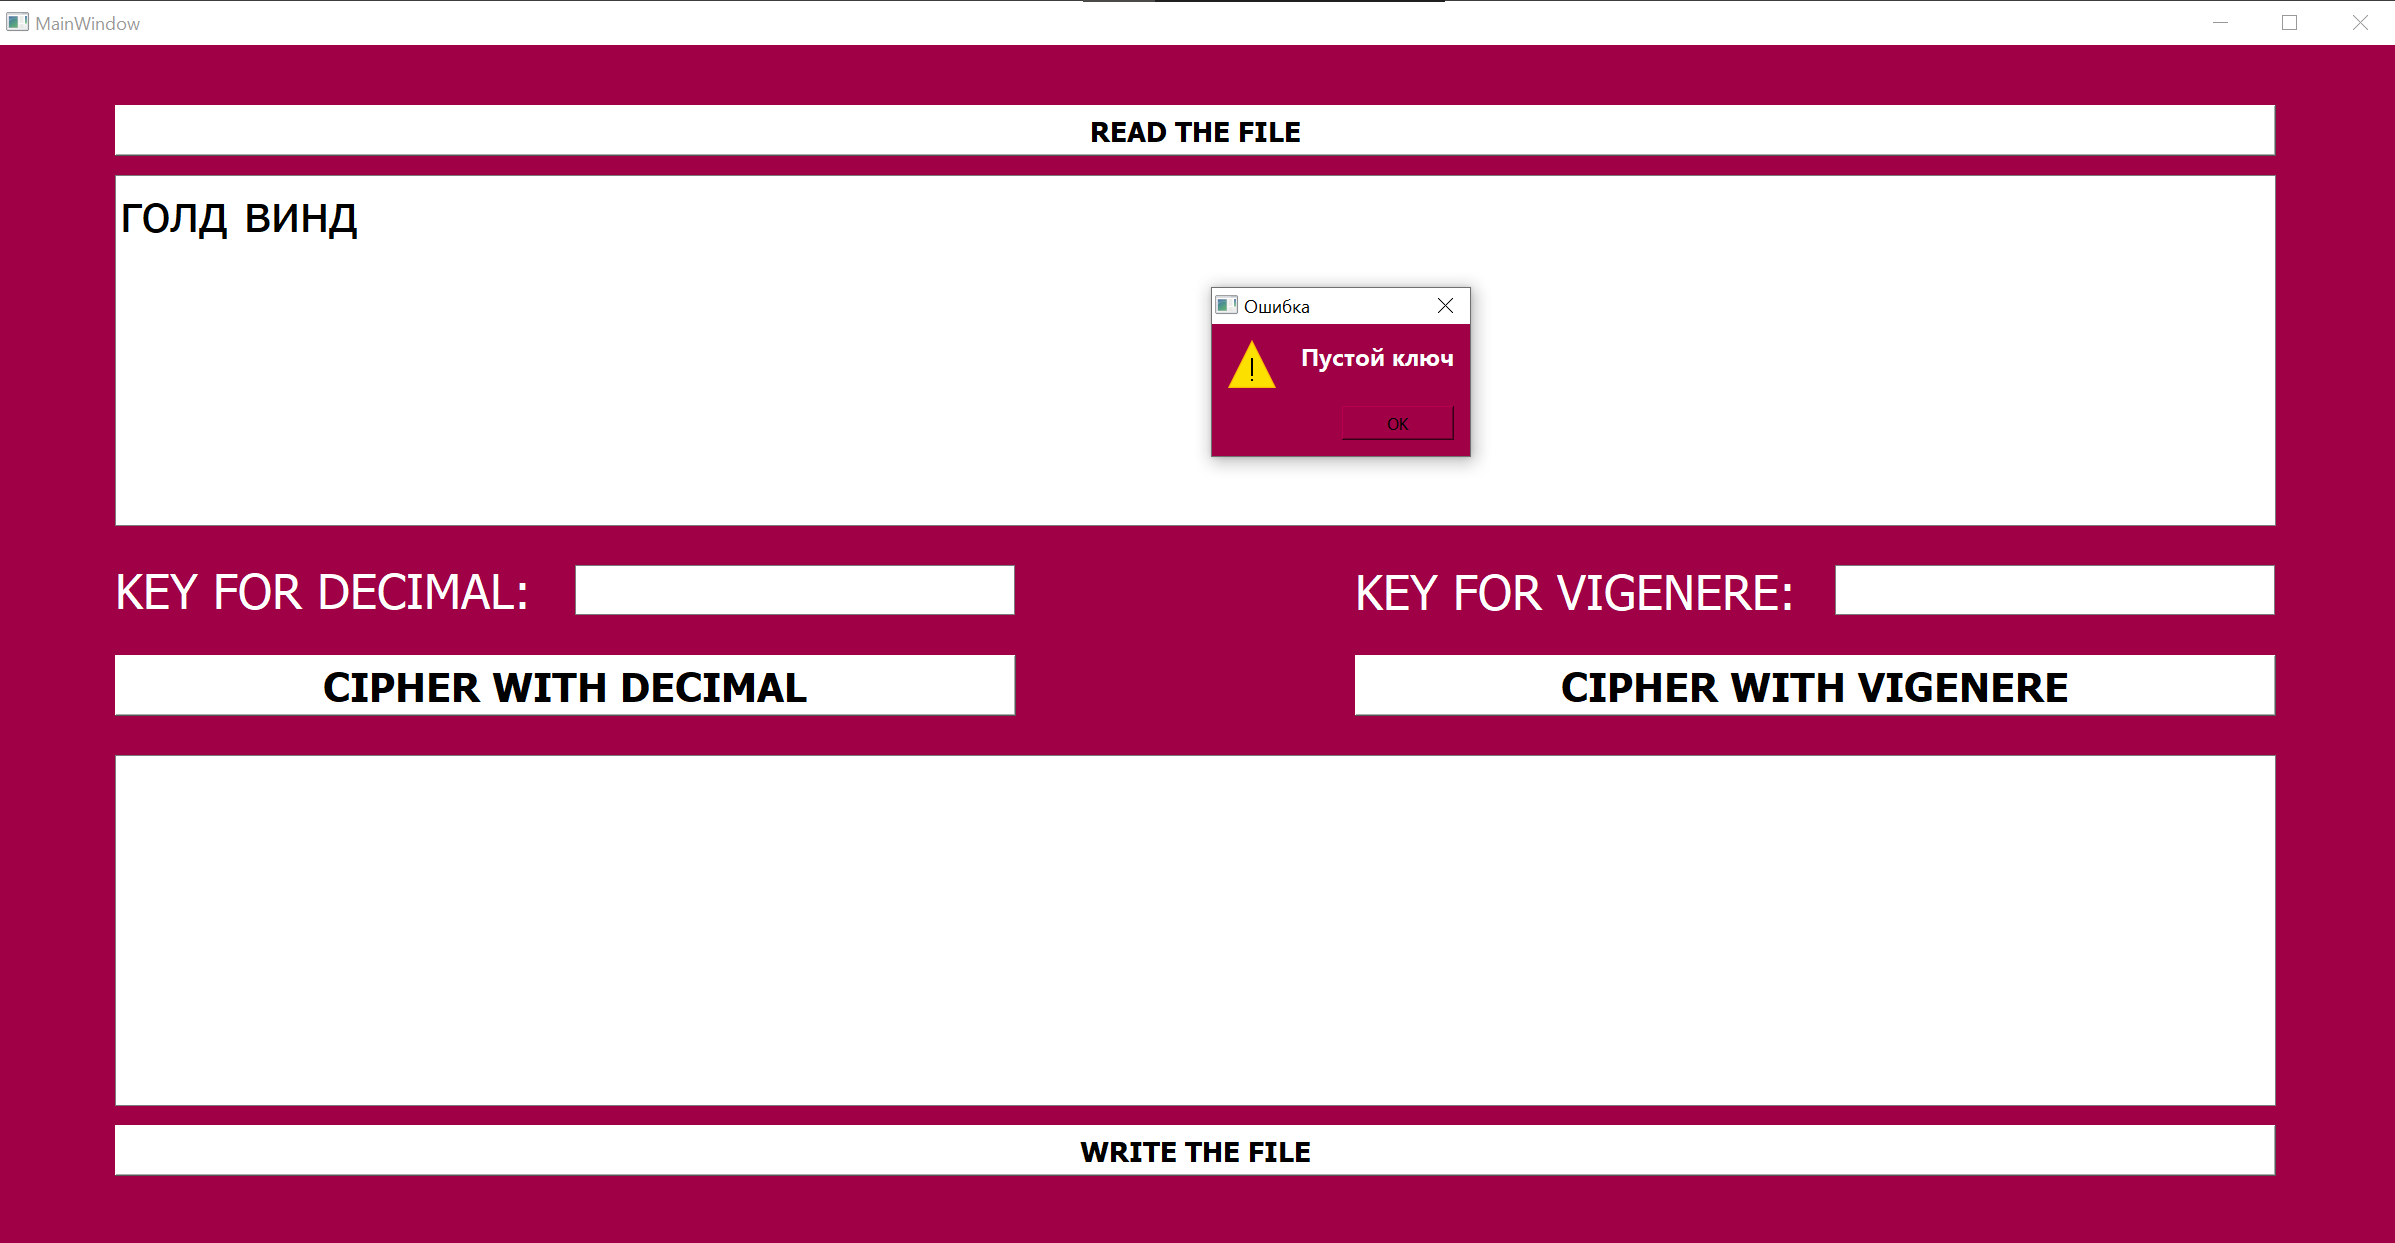 MainWindow
READ THE FILE
ГОЛД ВИНД
Ошибка
Пустой ключ
OK
KEY FOR DECIMAL:
KEY FOR VIGENERE:
CIPHER WITH DECIMAL
CIPHER WITH VIGENERE
WRITE THE FILE